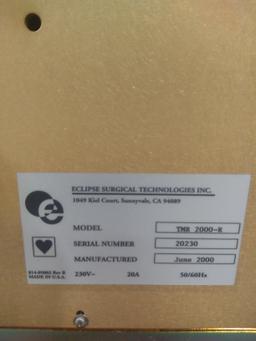 e
ECLIPSE SURGICAL TECHNOLOGIES INC.
1049 Kiel Court, Sunnyvale, CA 94089
MODEL TMR 2000-R
SERIAL NUMBER 20230
MANUFACTURED June 2000
MADE IN U.S.A. 230V~ 20A 50/60Hz